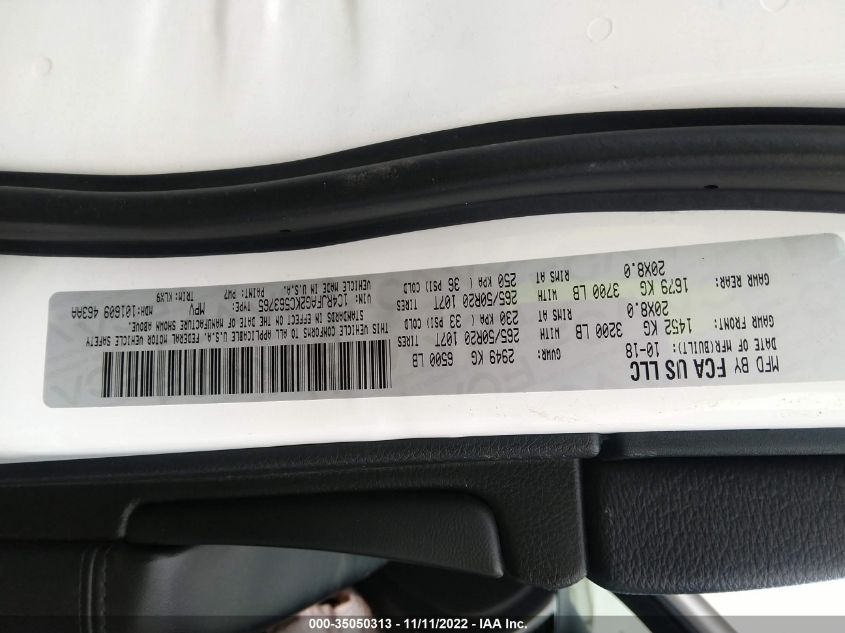 MFD BY FCA US LLC
DATE OF MFR(BUILT): 10-18
GVWR: 2949 KG 6500 LB
GAWR FRONT: 1452 KG 3200 LB WITH 265/50R20 107T TIRES
20X8.0 RIMS AT 230 KPA ( 33 PSI) COLD
GAWR REAR: 1679 KG 3700 LB WITH 265/50R20 107T TIRES
20X8.0 RIMS AT 250 KPA ( 36 PSI) COLD
THIS VEHICLE CONFORMS TO ALL APPLICABLE U.S.A. FEDERAL MOTOR VEHICLE SAFETY
STANDARDS IN EFFECT ON THE DATE OF MANUFACTURE SHOWN ABOVE.
VIN: 1C4RJFAG2KC563765 TYPE: MPV MDH:101609 463AA
VEHICLE MADE IN U.S.A. PAINT: PW7 TRIM:KLX9
000-35050313 - 11/11/2022 - IAA Inc.